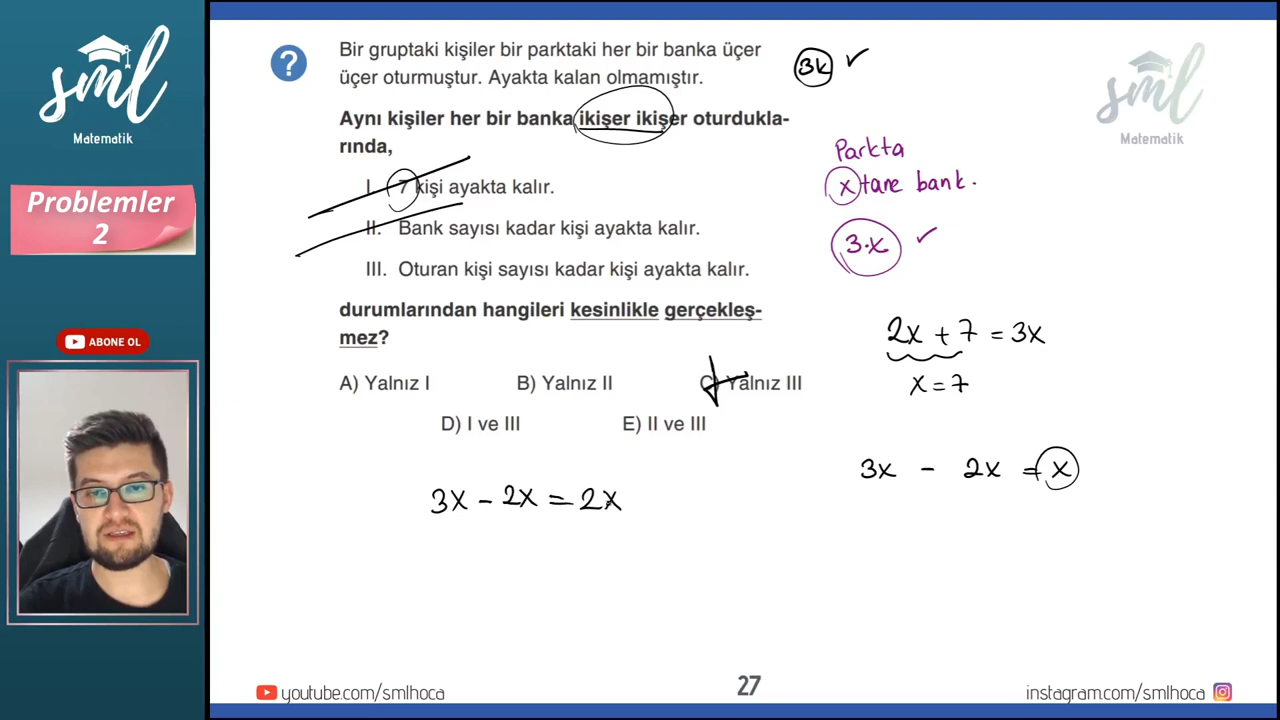 sml
Matematik
Problemler
2
ABONE OL
?
Bir gruptaki kişiler bir parktaki her bir banka üçer
üçer oturmuştur. Ayakta kalan olmamıştır.
Aynı kişiler her bir banka ikişer ikişer oturdukla-
rında,
I. 7 kişi ayakta kalır.
II. Bank sayısı kadar kişi ayakta kalır.
III. Oturan kişi sayısı kadar kişi ayakta kalır.
durumlarından hangileri kesinlikle gerçekleş-
mez?
A) Yalnız I
B) Yalnız II
C) Yalnız III
D) I ve III
E) II ve III
3x - 2x = 2x
3k ✓
sml
Matematik
Parkta
x tane bank.
3·x ✓
2x + 7 = 3x
x = 7
3x - 2x = x
youtube.com/smlhoca
27
instagram.com/smlhoca